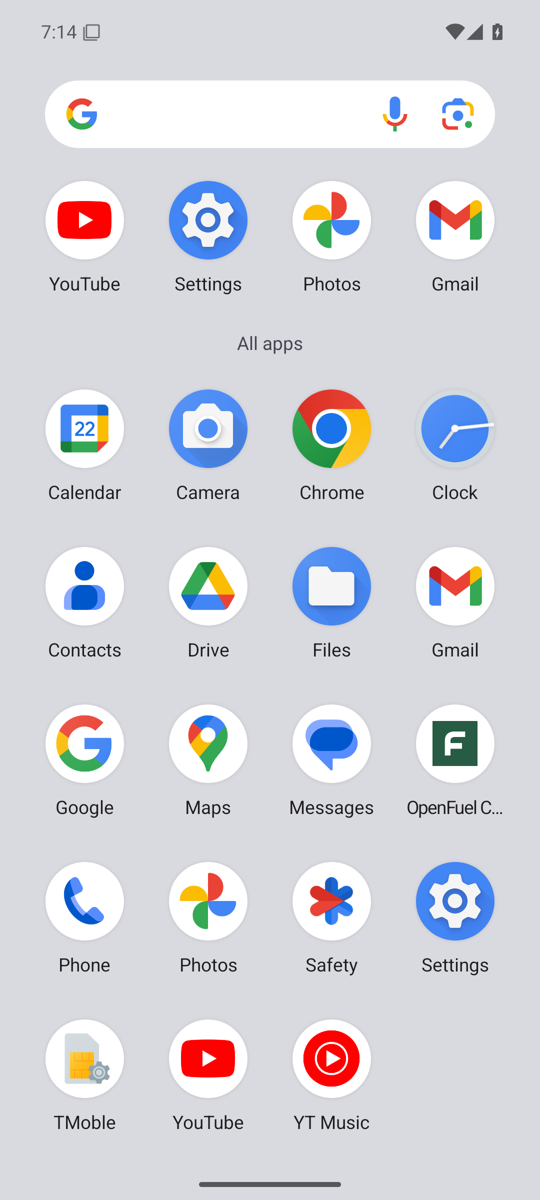 7:14
YouTube Settings Photos Gmail
All apps
22
Calendar Camera Chrome Clock
Contacts Drive Files Gmail
Google Maps Messages OpenFuel C...
Phone Photos Safety Settings
TMoble YouTube YT Music